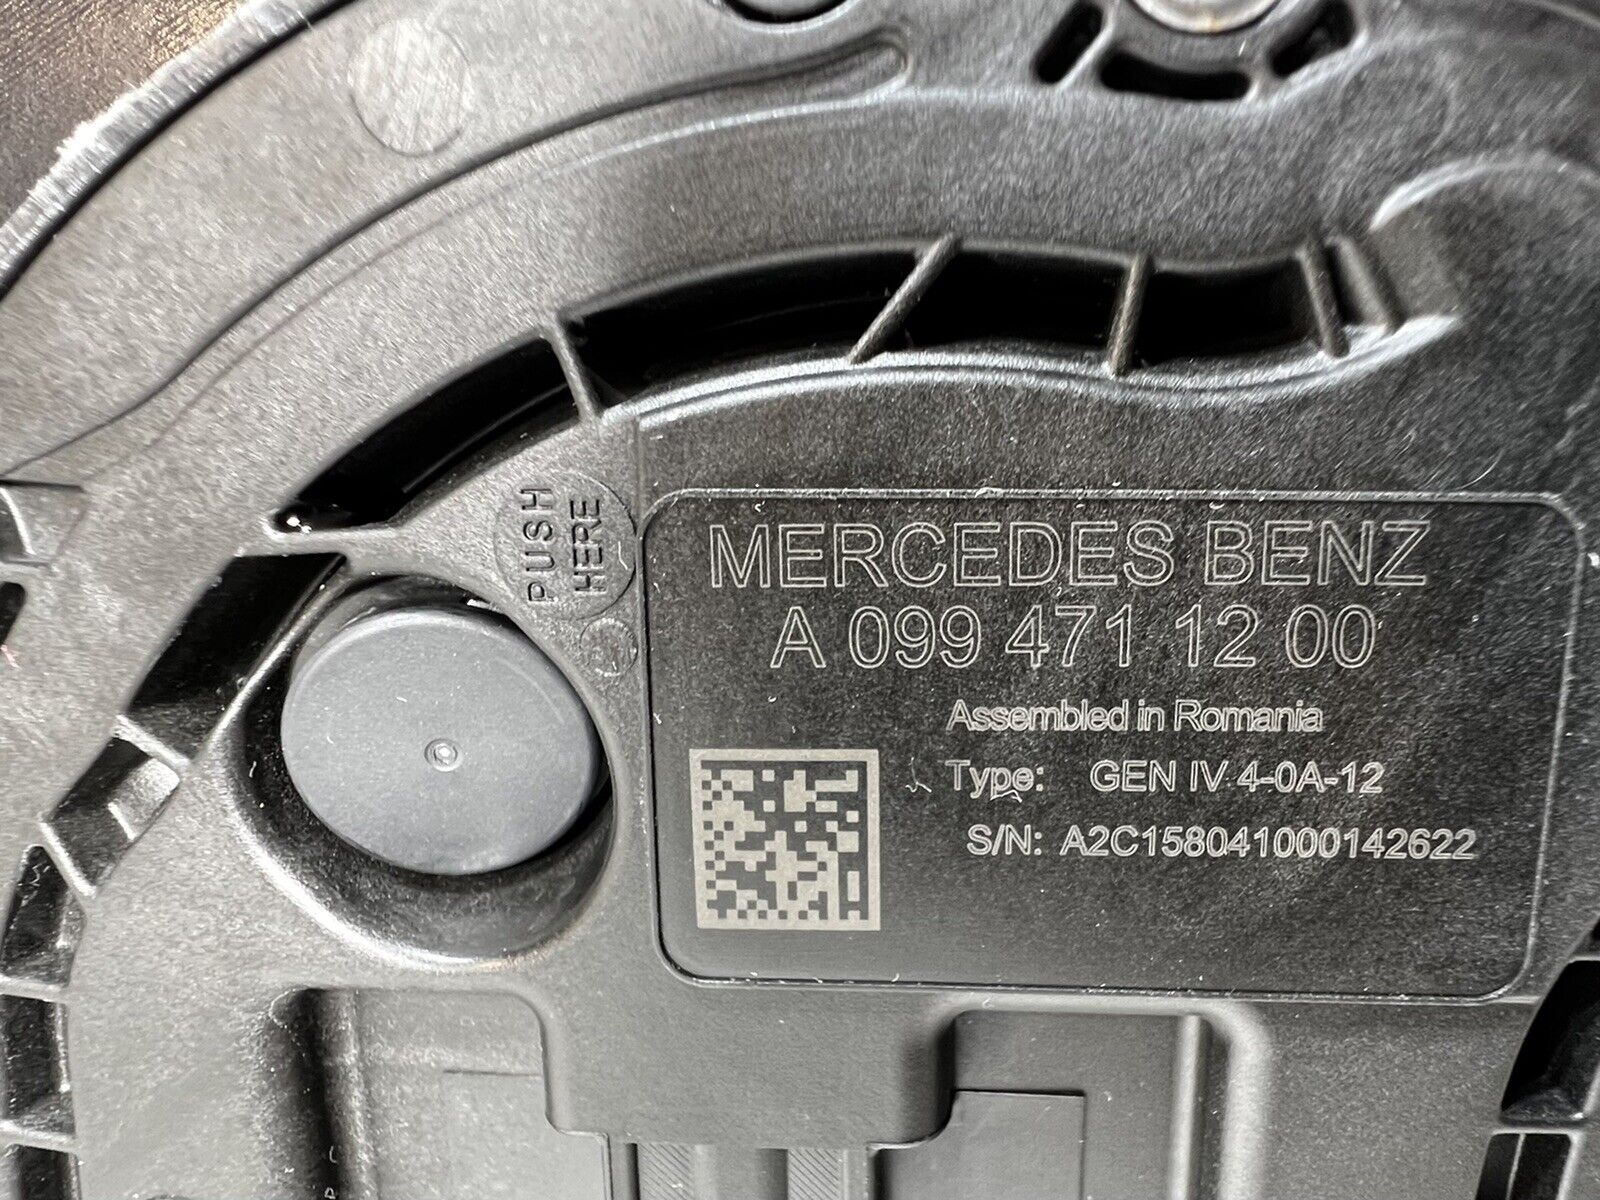 PUSH
HERE
MERCEDES BENZ
A 099 471 12 00
Assembled in Romania
Type: GEN IV 4-0A-12
S/N: A2C158041000142622